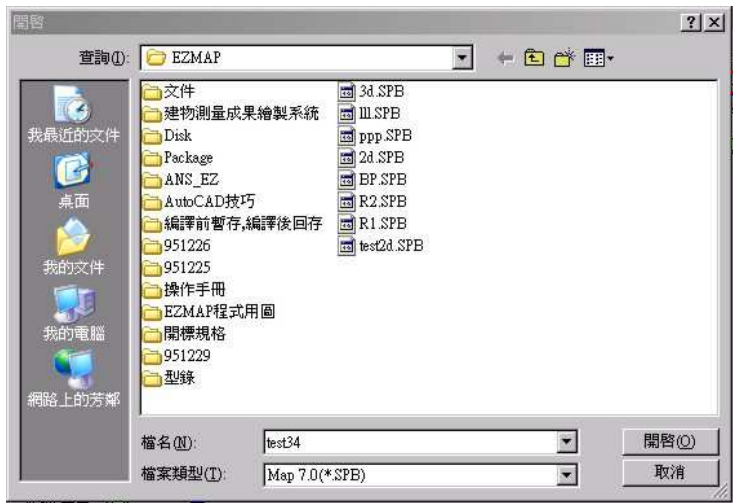 開啓
查詢(I):
EZMAP
我最近的文件
桌面
我的文件
我的電腦
網路上的芳鄰
文件
建物測量成果繪製系統
Disk
Package
ANS_EZ
AutoCAD技巧
編譯前暫存,編譯後回存
951226
951225
操作手冊
EZMAP程式用圖
開標規格
951229
型錄
3d.SPB
lll.SPB
ppp.SPB
2d.SPB
BP.SPB
R2.SPB
R1.SPB
test2d.SPB
檔名(N):
test34
開啓(O)
檔案類型(T):
Map 7.0(*.SPB)
取消